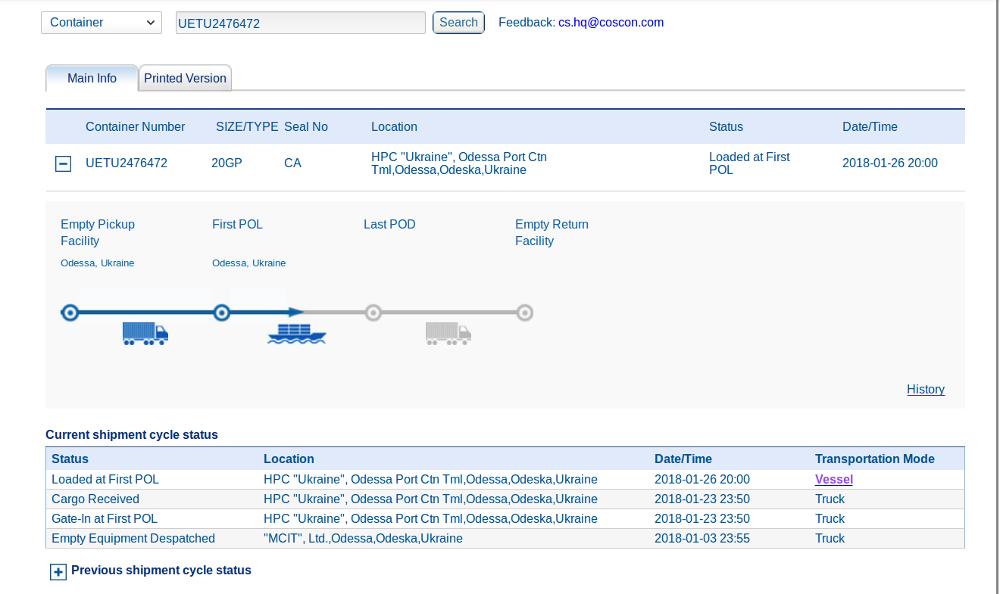 Container UETU2476472 Search Feedback: cs.hq@coscon.com
Main Info Printed Version
Container Number SIZE/TYPE Seal No Location Status Date/Time
UETU2476472 20GP CA HPC "Ukraine", Odessa Port Ctn Tml,Odessa,Odeska,Ukraine Loaded at First POL 2018-01-26 20:00
Empty Pickup Facility First POL Last POD Empty Return Facility
Odessa, Ukraine Odessa, Ukraine
History
Current shipment cycle status
Status Location Date/Time Transportation Mode
Loaded at First POL HPC "Ukraine", Odessa Port Ctn Tml,Odessa,Odeska,Ukraine 2018-01-26 20:00 Vessel
Cargo Received HPC "Ukraine", Odessa Port Ctn Tml,Odessa,Odeska,Ukraine 2018-01-23 23:50 Truck
Gate-In at First POL HPC "Ukraine", Odessa Port Ctn Tml,Odessa,Odeska,Ukraine 2018-01-23 23:50 Truck
Empty Equipment Despatched "MCIT", Ltd.,Odessa,Odeska,Ukraine 2018-01-03 23:55 Truck
Previous shipment cycle status